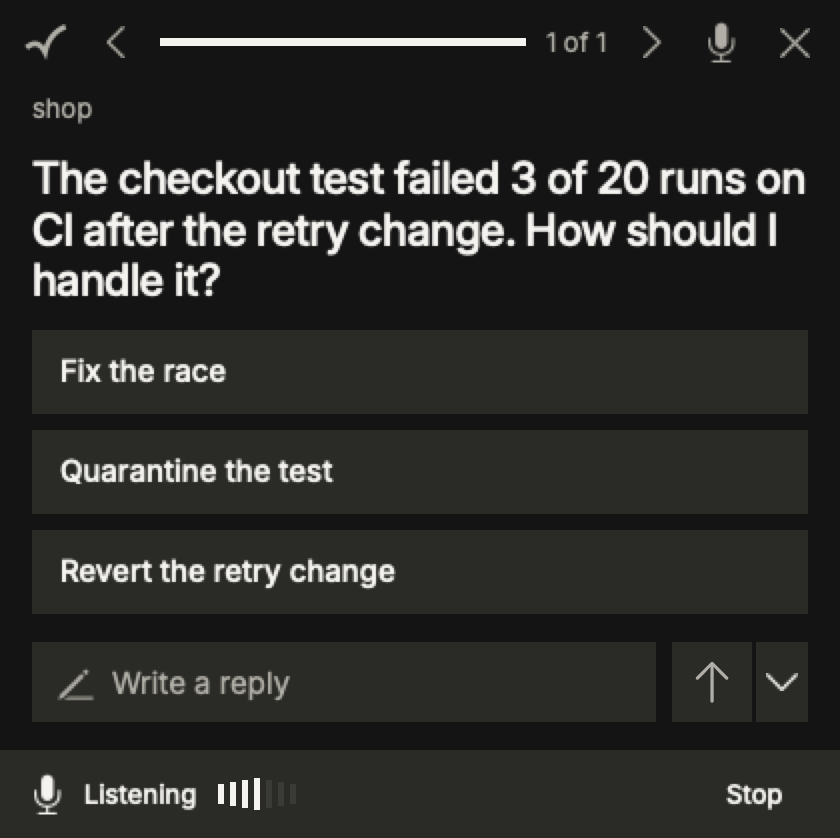 1 of 1
shop
The checkout test failed 3 of 20 runs on
CI after the retry change. How should I
handle it?
Fix the race
Quarantine the test
Revert the retry change
Write a reply
Listening
Stop